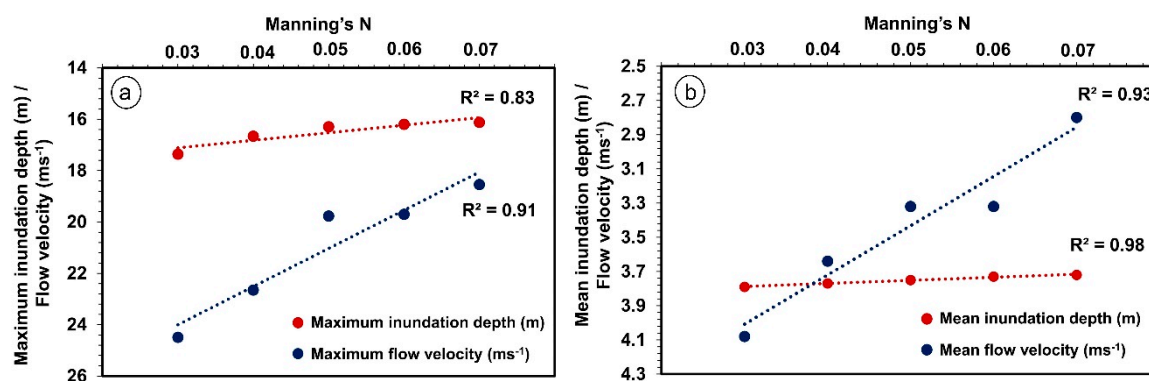 Manning's N
0.03 0.04 0.05 0.06 0.07
Maximum inundation depth (m) /
Flow velocity (ms⁻¹)
14
16
18
20
22
24
26
a
R² = 0.83
R² = 0.91
Maximum inundation depth (m)
Maximum flow velocity (ms⁻¹)
Manning's N
0.03 0.04 0.05 0.06 0.07
Mean inundation depth (m) /
Flow velocity (ms⁻¹)
2.5
2.7
2.9
3.1
3.3
3.5
3.7
3.9
4.1
4.3
b
R² = 0.93
R² = 0.98
Mean inundation depth (m)
Mean flow velocity (ms⁻¹)